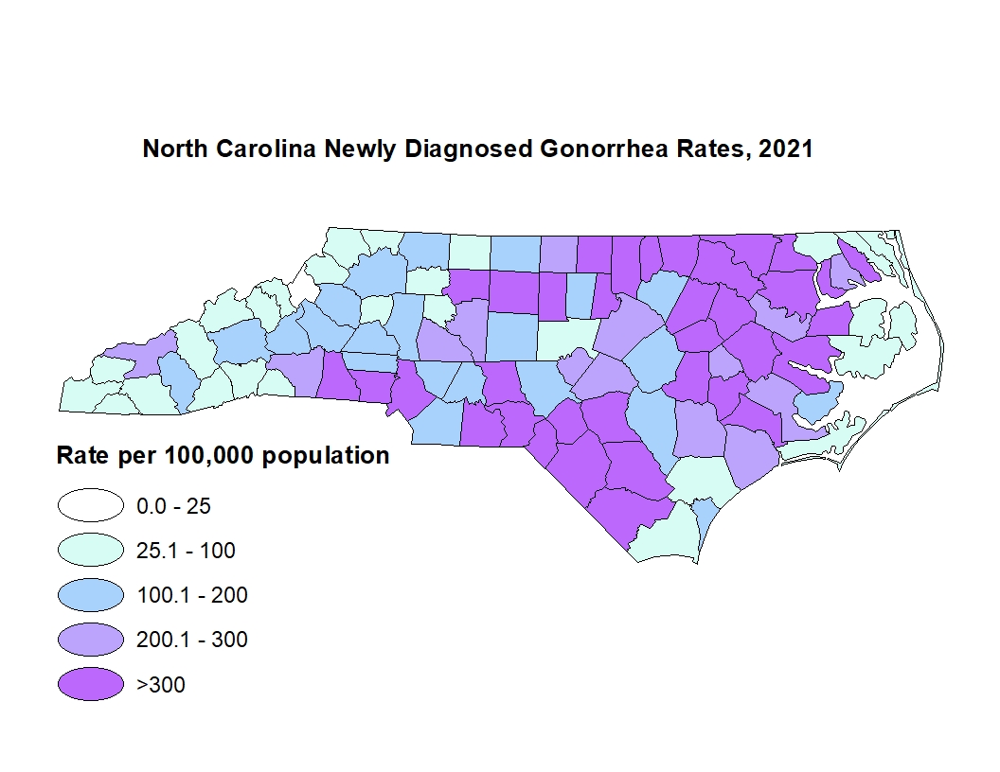 North Carolina Newly Diagnosed Gonorrhea Rates, 2021
Rate per 100,000 population
0.0 - 25
25.1 - 100
100.1 - 200
200.1 - 300
>300